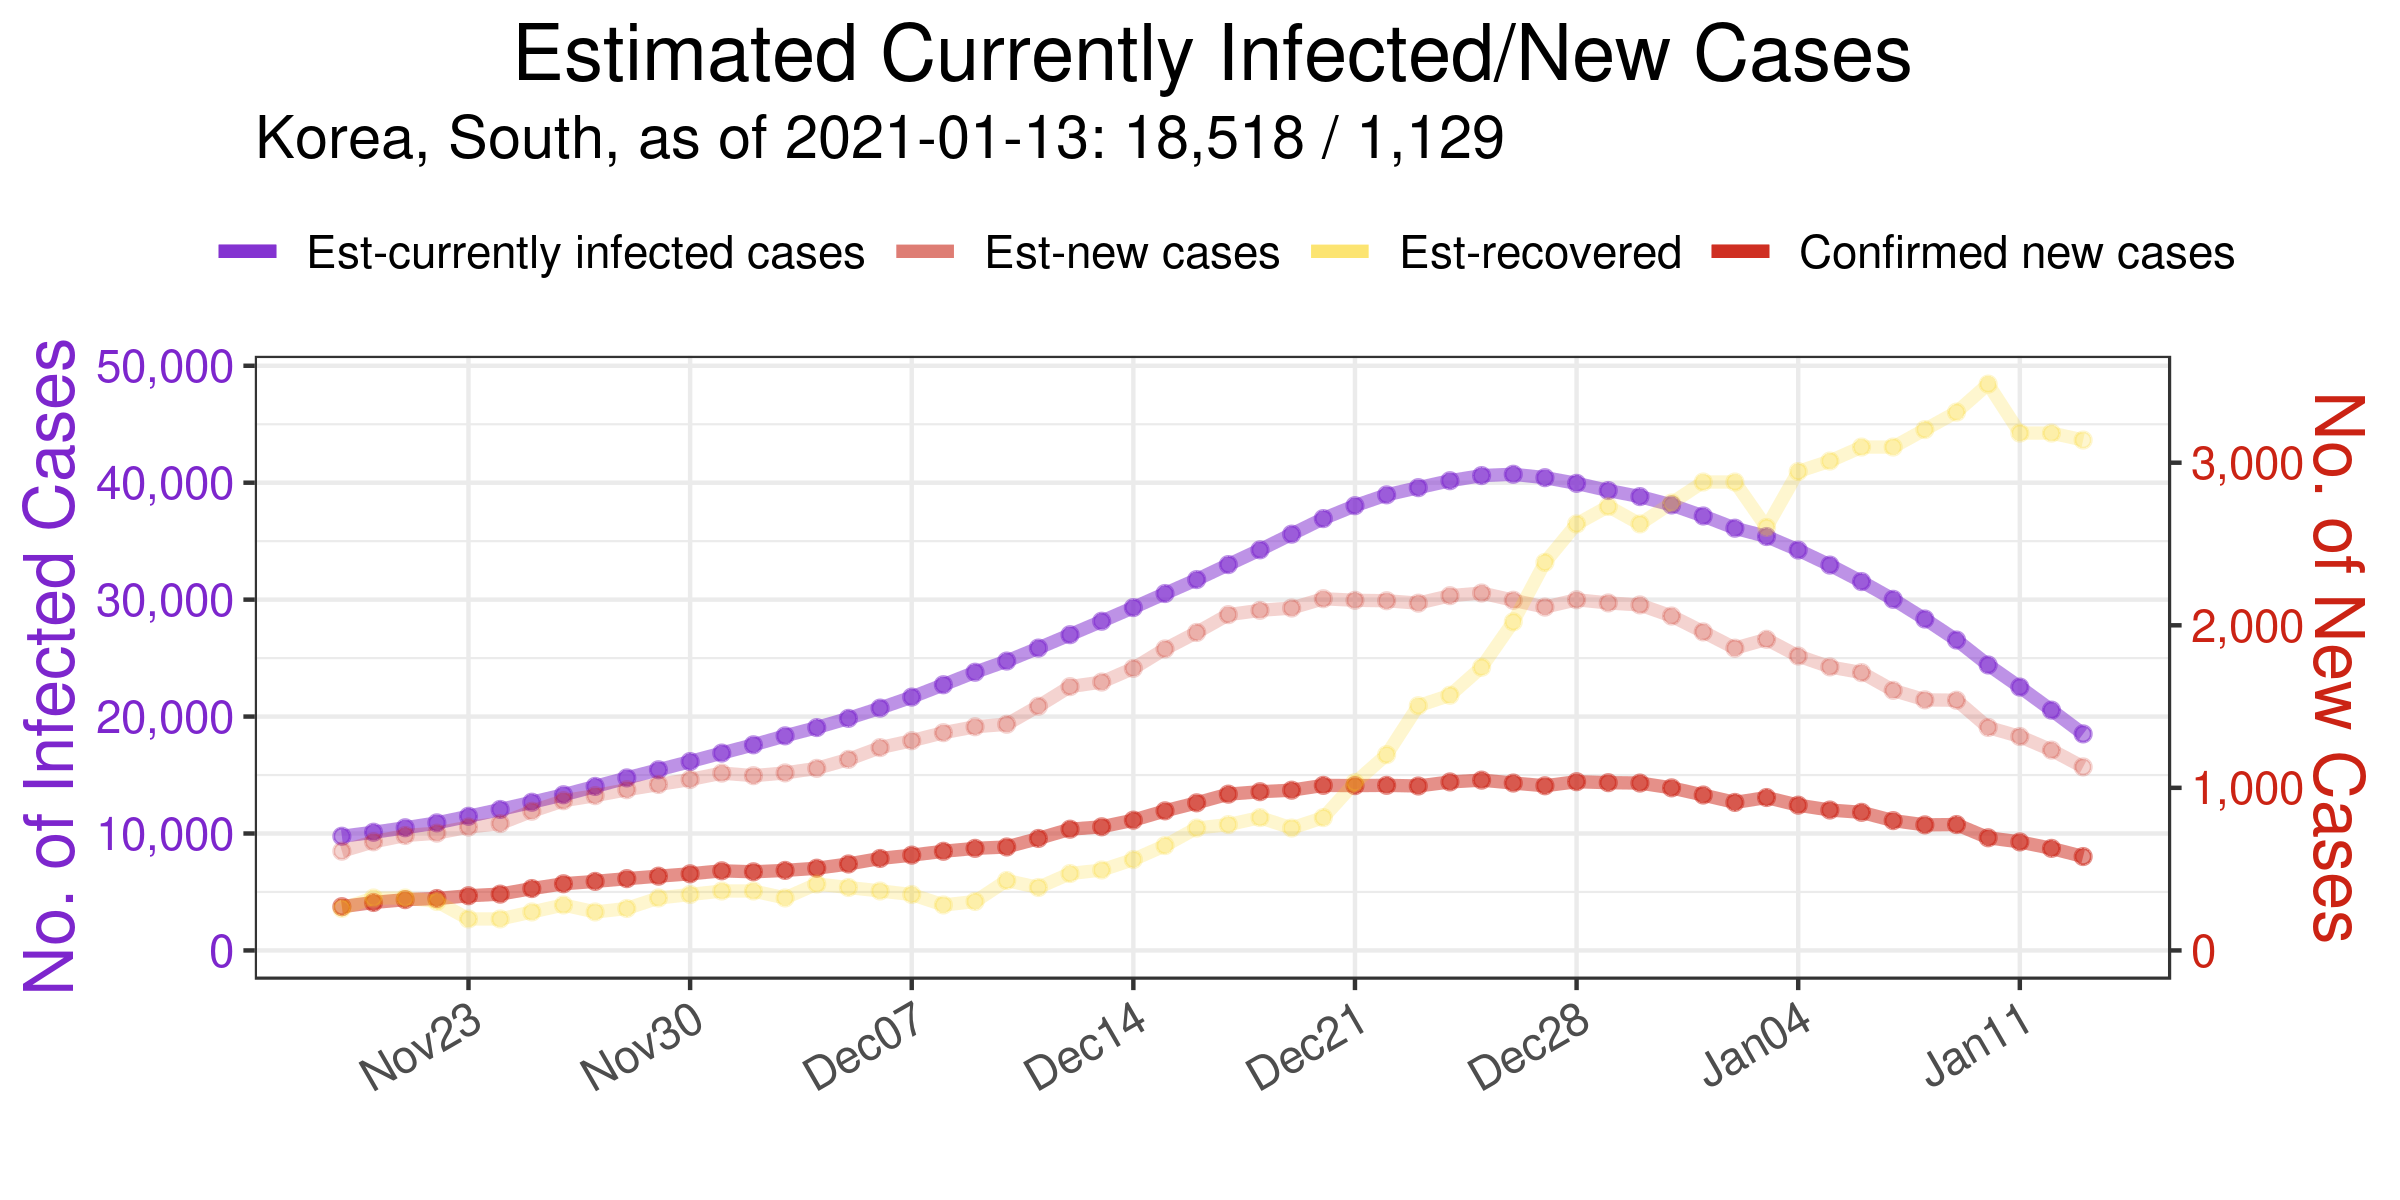 Estimated Currently Infected/New Cases
Korea, South, as of 2021-01-13: 18,518 / 1,129
Est-currently infected cases Est-new cases Est-recovered Confirmed new cases
No. of Infected Cases
50,000
40,000
30,000
20,000
10,000
0
3,000
2,000
1,000
0
No. of New Cases
Nov23 Nov30 Dec07 Dec14 Dec21 Dec28 Jan04 Jan11